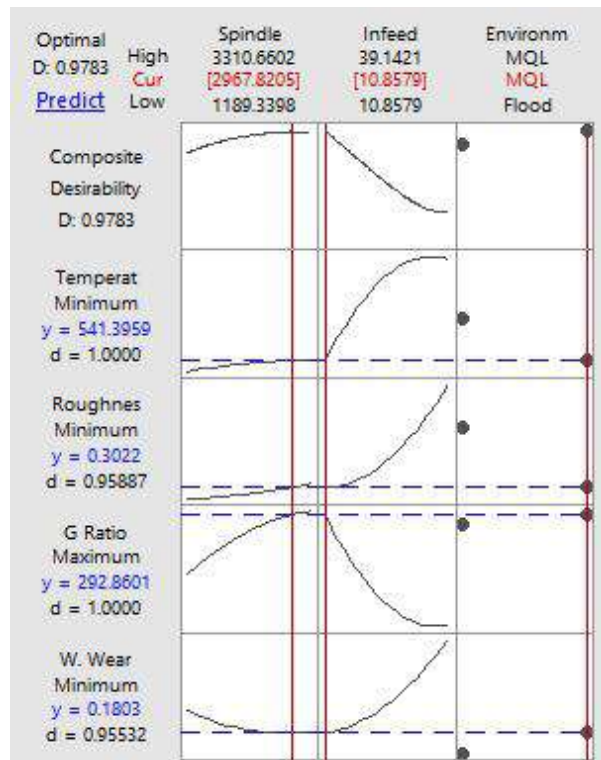 Optimal
D: 0.9783
Predict
High
Cur
Low
Spindle
3310.6602
[2967.8205]
1189.3398
Infeed
39.1421
[10.8579]
10.8579
Environm
MQL
MQL
Flood
Composite
Desirability
D: 0.9783
Temperat
Minimum
y = 541.3959
d = 1.0000
Roughnes
Minimum
y = 0.3022
d = 0.95887
G Ratio
Maximum
y = 292.8601
d = 1.0000
W. Wear
Minimum
y = 0.1803
d = 0.95532